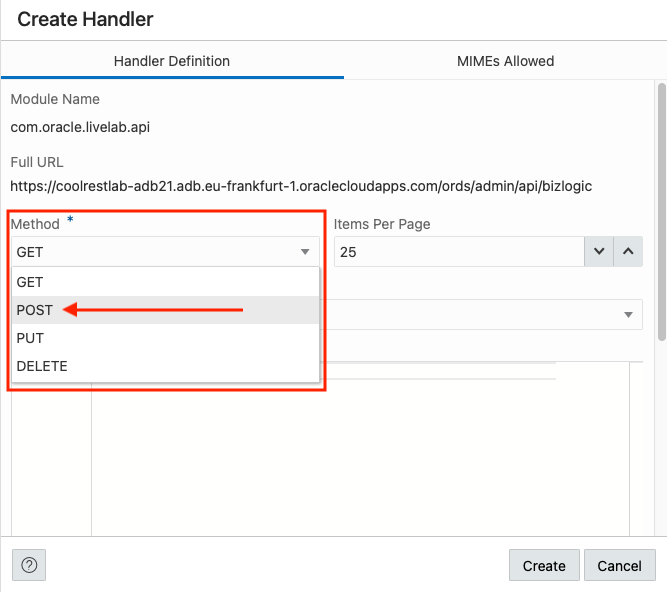 Create Handler
Handler Definition
MIMEs Allowed
Module Name
com.oracle.livelab.api
Full URL
https://coolrestlab-adb21.adb.eu-frankfurt-1.oraclecloudapps.com/ords/admin/api/bizlogic
Method *
Items Per Page
GET
25
GET
POST
PUT
DELETE
?
Create
Cancel